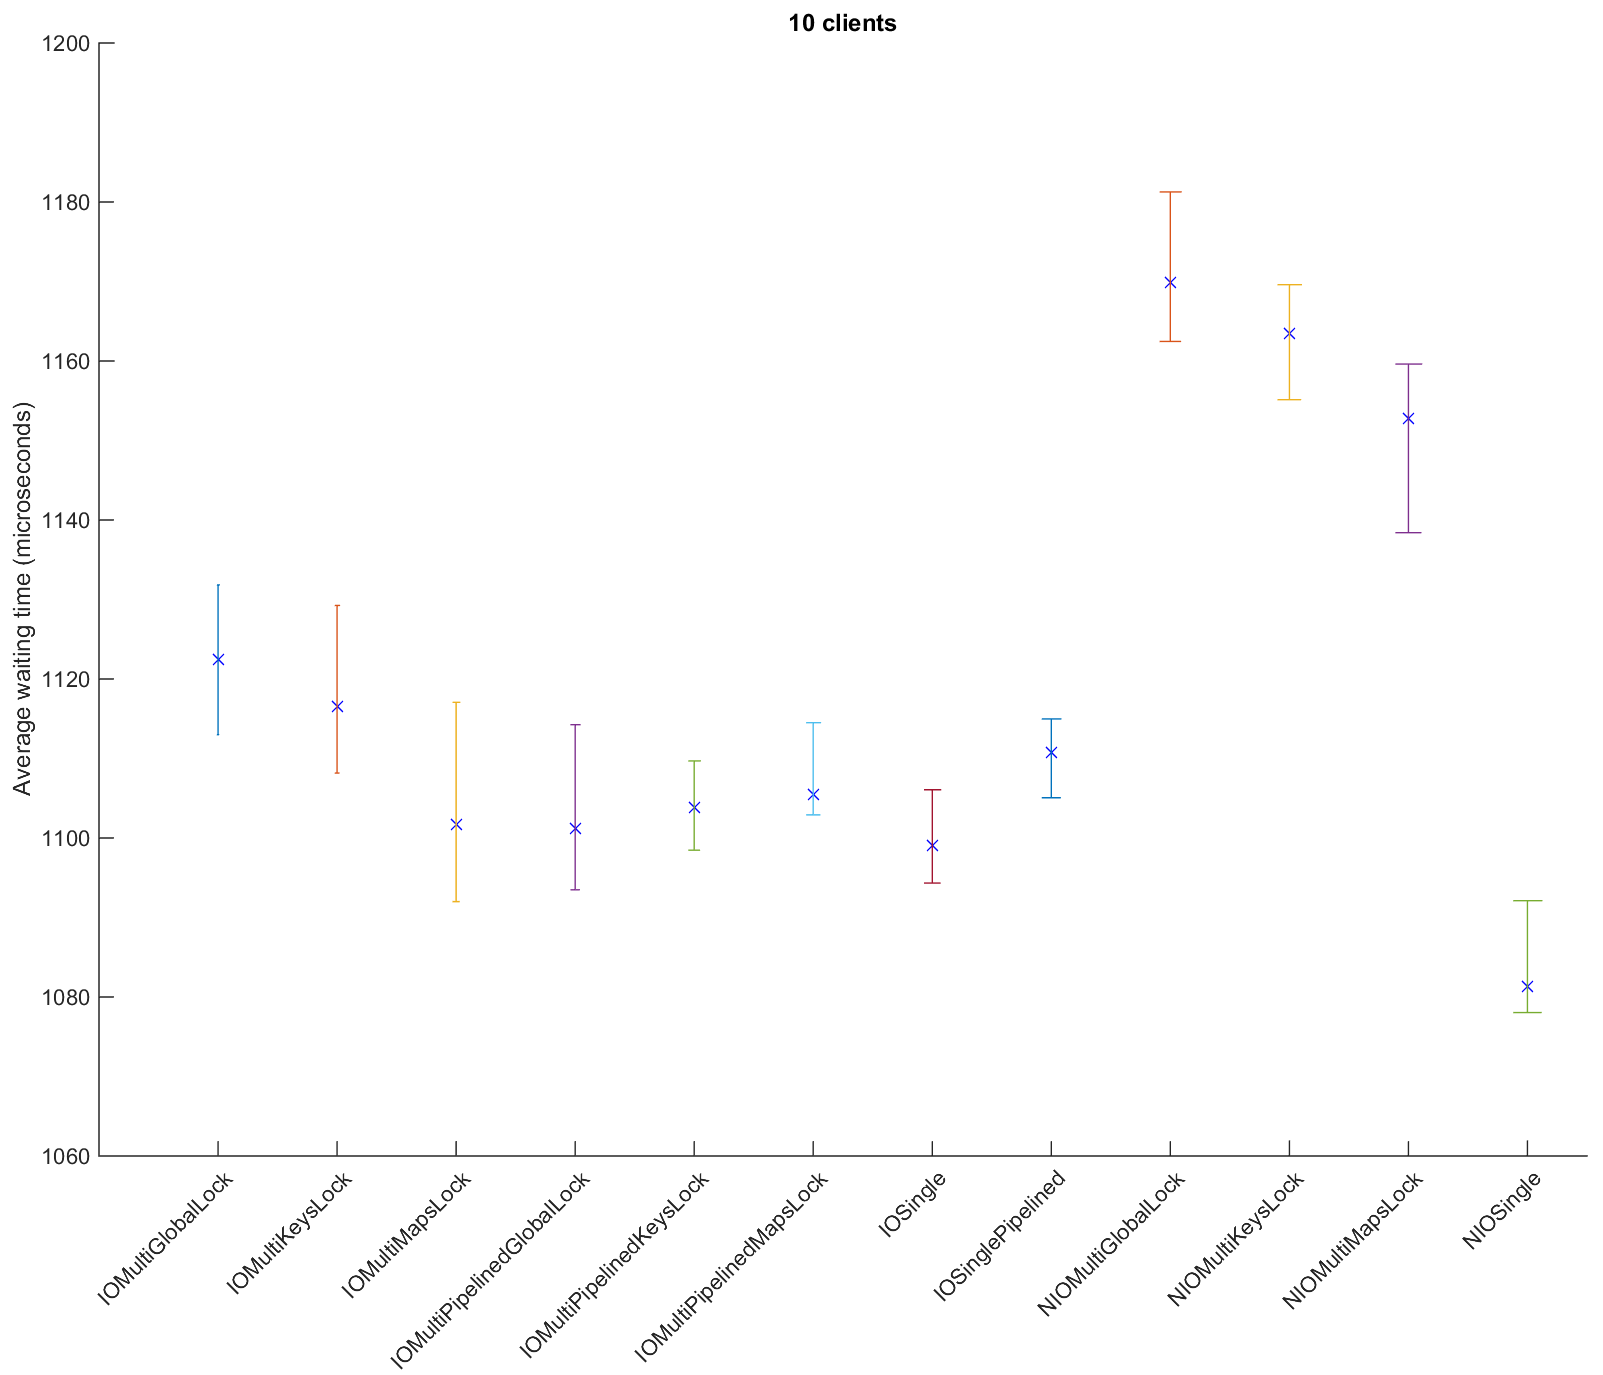 10 clients
1200
1180
1160
1140
1120
1100
1080
1060
Average waiting time (microseconds)
IOMultiGlobalLock
IOMultiKeysLock
IOMultiMapsLock
IOMultiPipelinedGlobalLock
IOMultiPipelinedKeysLock
IOMultiPipelinedMapsLock
IOSingle
IOSinglePipelined
NIOMultiGlobalLock
NIOMultiKeysLock
NIOMultiMapsLock
NIOSingle